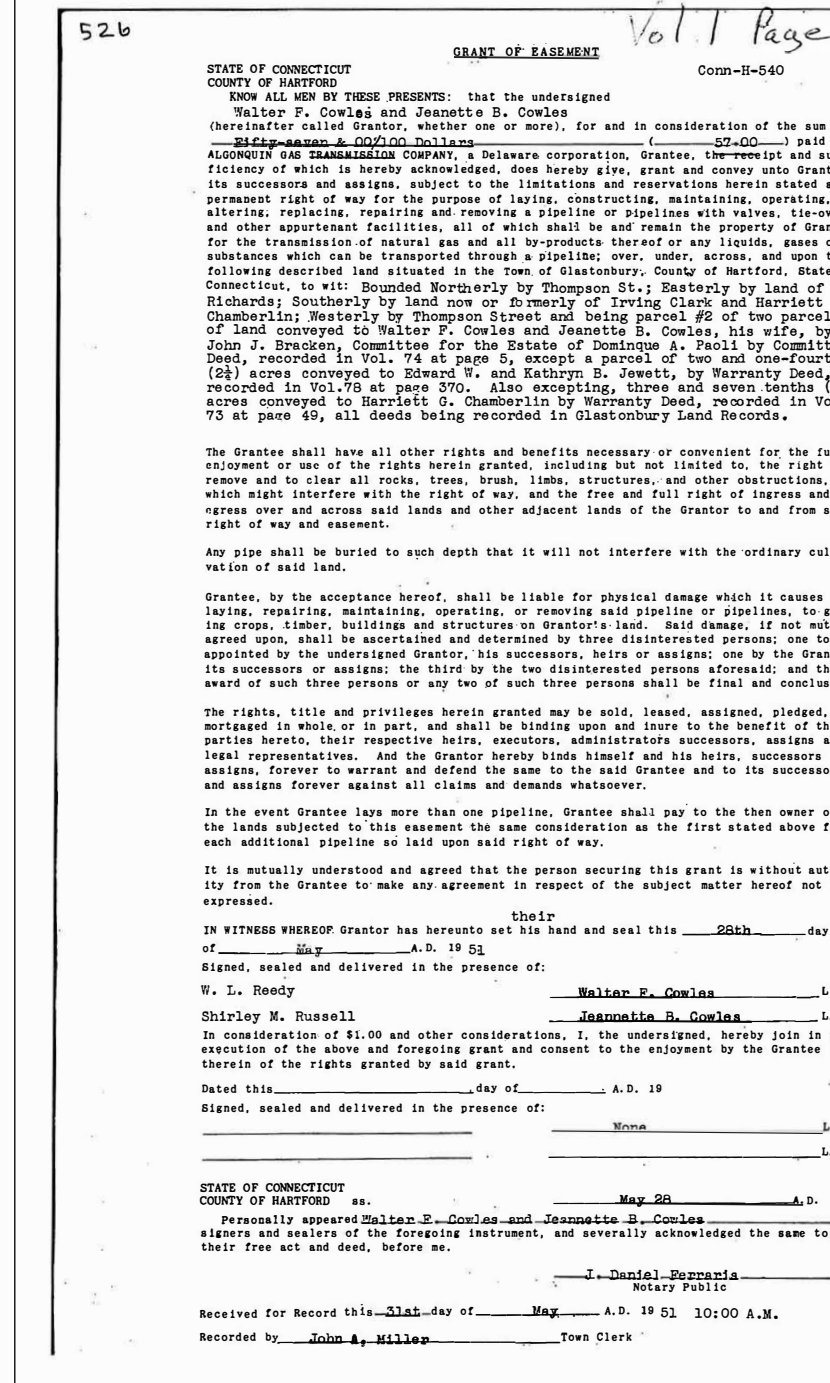 526
Vol. 1 Page
GRANT OF EASEMENT
STATE OF CONNECTICUT Conn-H-540
COUNTY OF HARTFORD
KNOW ALL MEN BY THESE PRESENTS: that the undersigned
Walter F. Cowles and Jeanette B. Cowles
(hereinafter called Grantor, whether one or more), for and in consideration of the sum
Fifty-seven & 00/100 Dollars ( 57.00 ) paid
ALGONQUIN GAS TRANSMISSION COMPANY, a Delaware corporation, Grantee, the receipt and su
ficiency of which is hereby acknowledged, does hereby give, grant and convey unto Grant
its successors and assigns, subject to the limitations and reservations herein stated a
permanent right of way for the purpose of laying, constructing, maintaining, operating,
altering, replacing, repairing and removing a pipeline or pipelines with valves, tie-ov
and other appurtenant facilities, all of which shall be and remain the property of Gran
for the transmission of natural gas and all by-products thereof or any liquids, gases o
substances which can be transported through a pipeline; over, under, across, and upon t
following described land situated in the Town of Glastonbury, County of Hartford, State
Connecticut, to wit: Bounded Northerly by Thompson St.; Easterly by land of
Richards; Southerly by land now or formerly of Irving Clark and Harriett
Chamberlin; Westerly by Thompson Street and being parcel #2 of two parcel
of land conveyed to Walter F. Cowles and Jeanette B. Cowles, his wife, by
John J. Bracken, Committee for the Estate of Dominque A. Paoli by Committ
Deed, recorded in Vol. 74 at page 5, except a parcel of two and one-fourt
(2¼) acres conveyed to Edward W. and Kathryn B. Jewett, by Warranty Deed,
recorded in Vol.78 at page 370. Also excepting, three and seven tenths (
acres conveyed to Harriett G. Chamberlin by Warranty Deed, recorded in Vo
73 at page 49, all deeds being recorded in Glastonbury Land Records.
The Grantee shall have all other rights and benefits necessary or convenient for the fu
enjoyment or use of the rights herein granted, including but not limited to, the right
remove and to clear all rocks, trees, brush, limbs, structures, and other obstructions,
which might interfere with the right of way, and the free and full right of ingress and
egress over and across said lands and other adjacent lands of the Grantor to and from s
right of way and easement.
Any pipe shall be buried to such depth that it will not interfere with the ordinary cul
vation of said land.
Grantee, by the acceptance hereof, shall be liable for physical damage which it causes
laying, repairing, maintaining, operating, or removing said pipeline or pipelines, to g
ing crops, timber, buildings and structures on Grantor's land. Said damage, if not mut
agreed upon, shall be ascertained and determined by three disinterested persons; one to
appointed by the undersigned Grantor, his successors, heirs or assigns; one by the Gran
its successors or assigns; the third by the two disinterested persons aforesaid; and th
award of such three persons or any two of such three persons shall be final and conclus
The rights, title and privileges herein granted may be sold, leased, assigned, pledged,
mortgaged in whole or in part, and shall be binding upon and inure to the benefit of th
parties hereto, their respective heirs, executors, administrators successors, assigns a
legal representatives. And the Grantor hereby binds himself and his heirs, successors
assigns, forever to warrant and defend the same to the said Grantee and to its successo
and assigns forever against all claims and demands whatsoever.
In the event Grantee lays more than one pipeline, Grantee shall pay to the then owner o
the lands subjected to this easement the same consideration as the first stated above f
each additional pipeline so laid upon said right of way.
It is mutually understood and agreed that the person securing this grant is without aut
ity from the Grantee to make any agreement in respect of the subject matter hereof not
expressed.
their
IN WITNESS WHEREOF Grantor has hereunto set his hand and seal this 28th day
of May A.D. 19 51
Signed, sealed and delivered in the presence of:
W. L. Reedy Walter F. Cowles L
Shirley M. Russell Jeannette B. Cowles L
In consideration of $1.00 and other considerations, I, the undersigned, hereby join in
execution of the above and foregoing grant and consent to the enjoyment by the Grantee
therein of the rights granted by said grant.
Dated this day of A.D. 19
Signed, sealed and delivered in the presence of:
None L
L
STATE OF CONNECTICUT
COUNTY OF HARTFORD ss. May 28 A.D.
Personally appeared Walter F. Cowles and Jeannette B. Cowles
signers and sealers of the foregoing instrument, and severally acknowledged the same to
their free act and deed, before me.
J. Daniel Ferraris
Notary Public
Received for Record this 31st day of May A.D. 19 51 10:00 A.M.
Recorded by John A. Miller Town Clerk